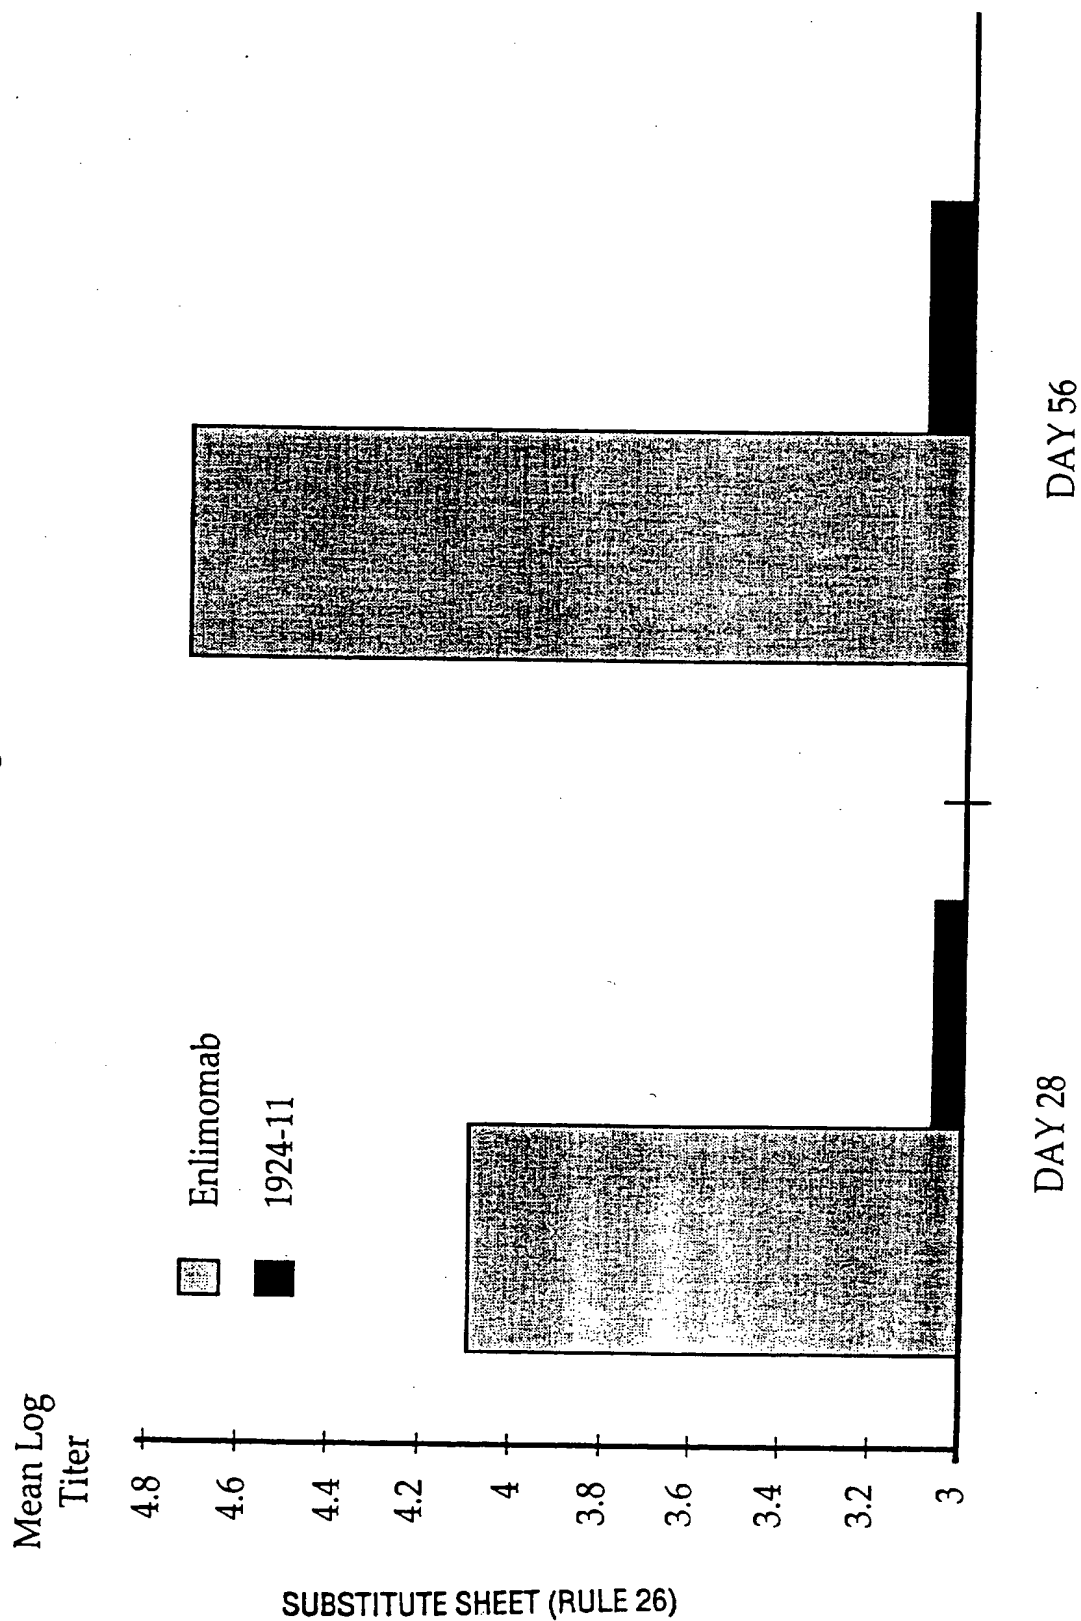 Mean Log
Titer
4.8
4.6
4.4
4.2
4
3.8
3.6
3.4
3.2
3
Enlimomab
1924-11
DAY 28
DAY 56
SUBSTITUTE SHEET (RULE 26)